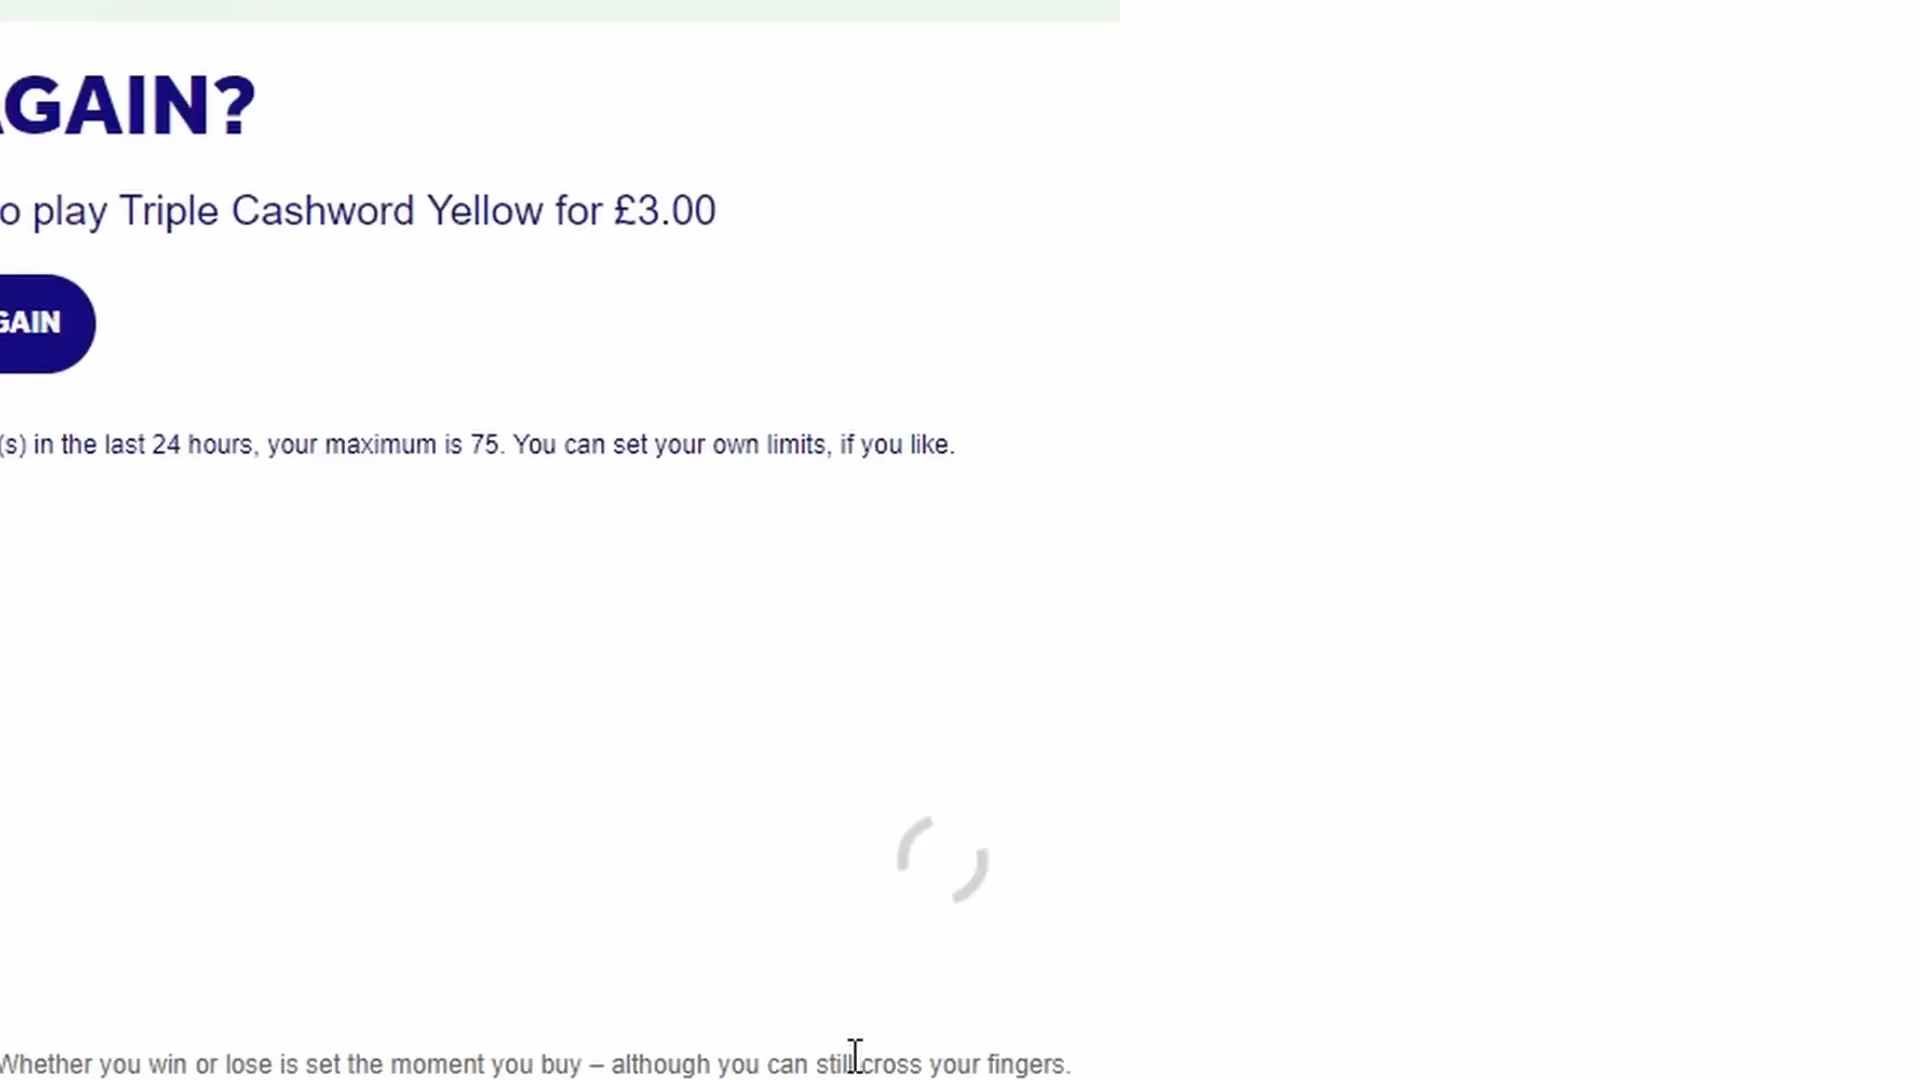 AGAIN?
o play Triple Cashword Yellow for £3.00
GAIN
(s) in the last 24 hours, your maximum is 75. You can set your own limits, if you like.
Whether you win or lose is set the moment you buy – although you can still cross your fingers.